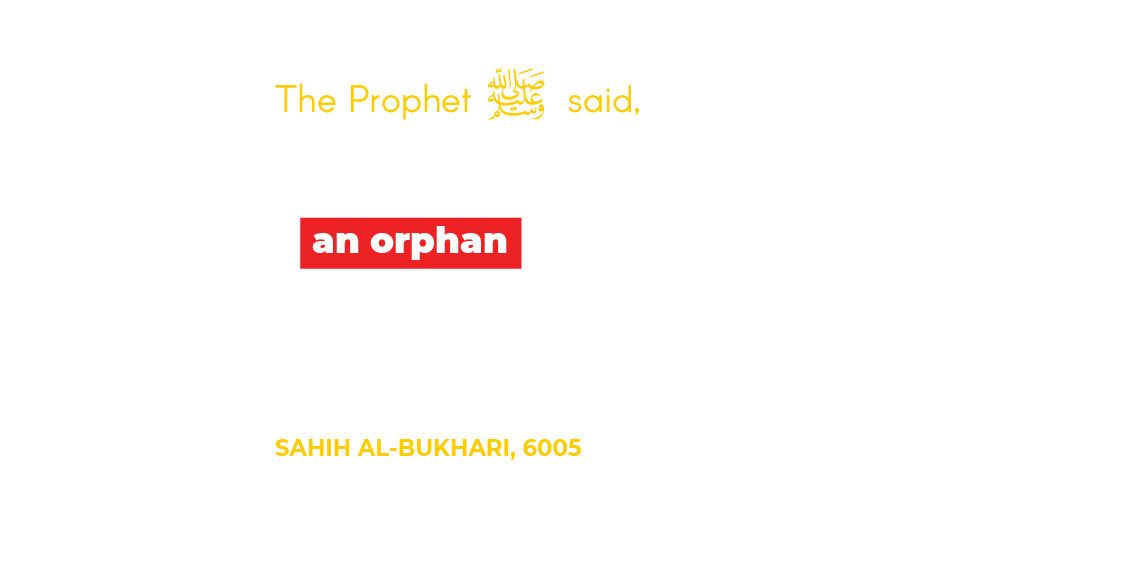 The Prophet ﷺ said,
an orphan
SAHIH AL-BUKHARI, 6005